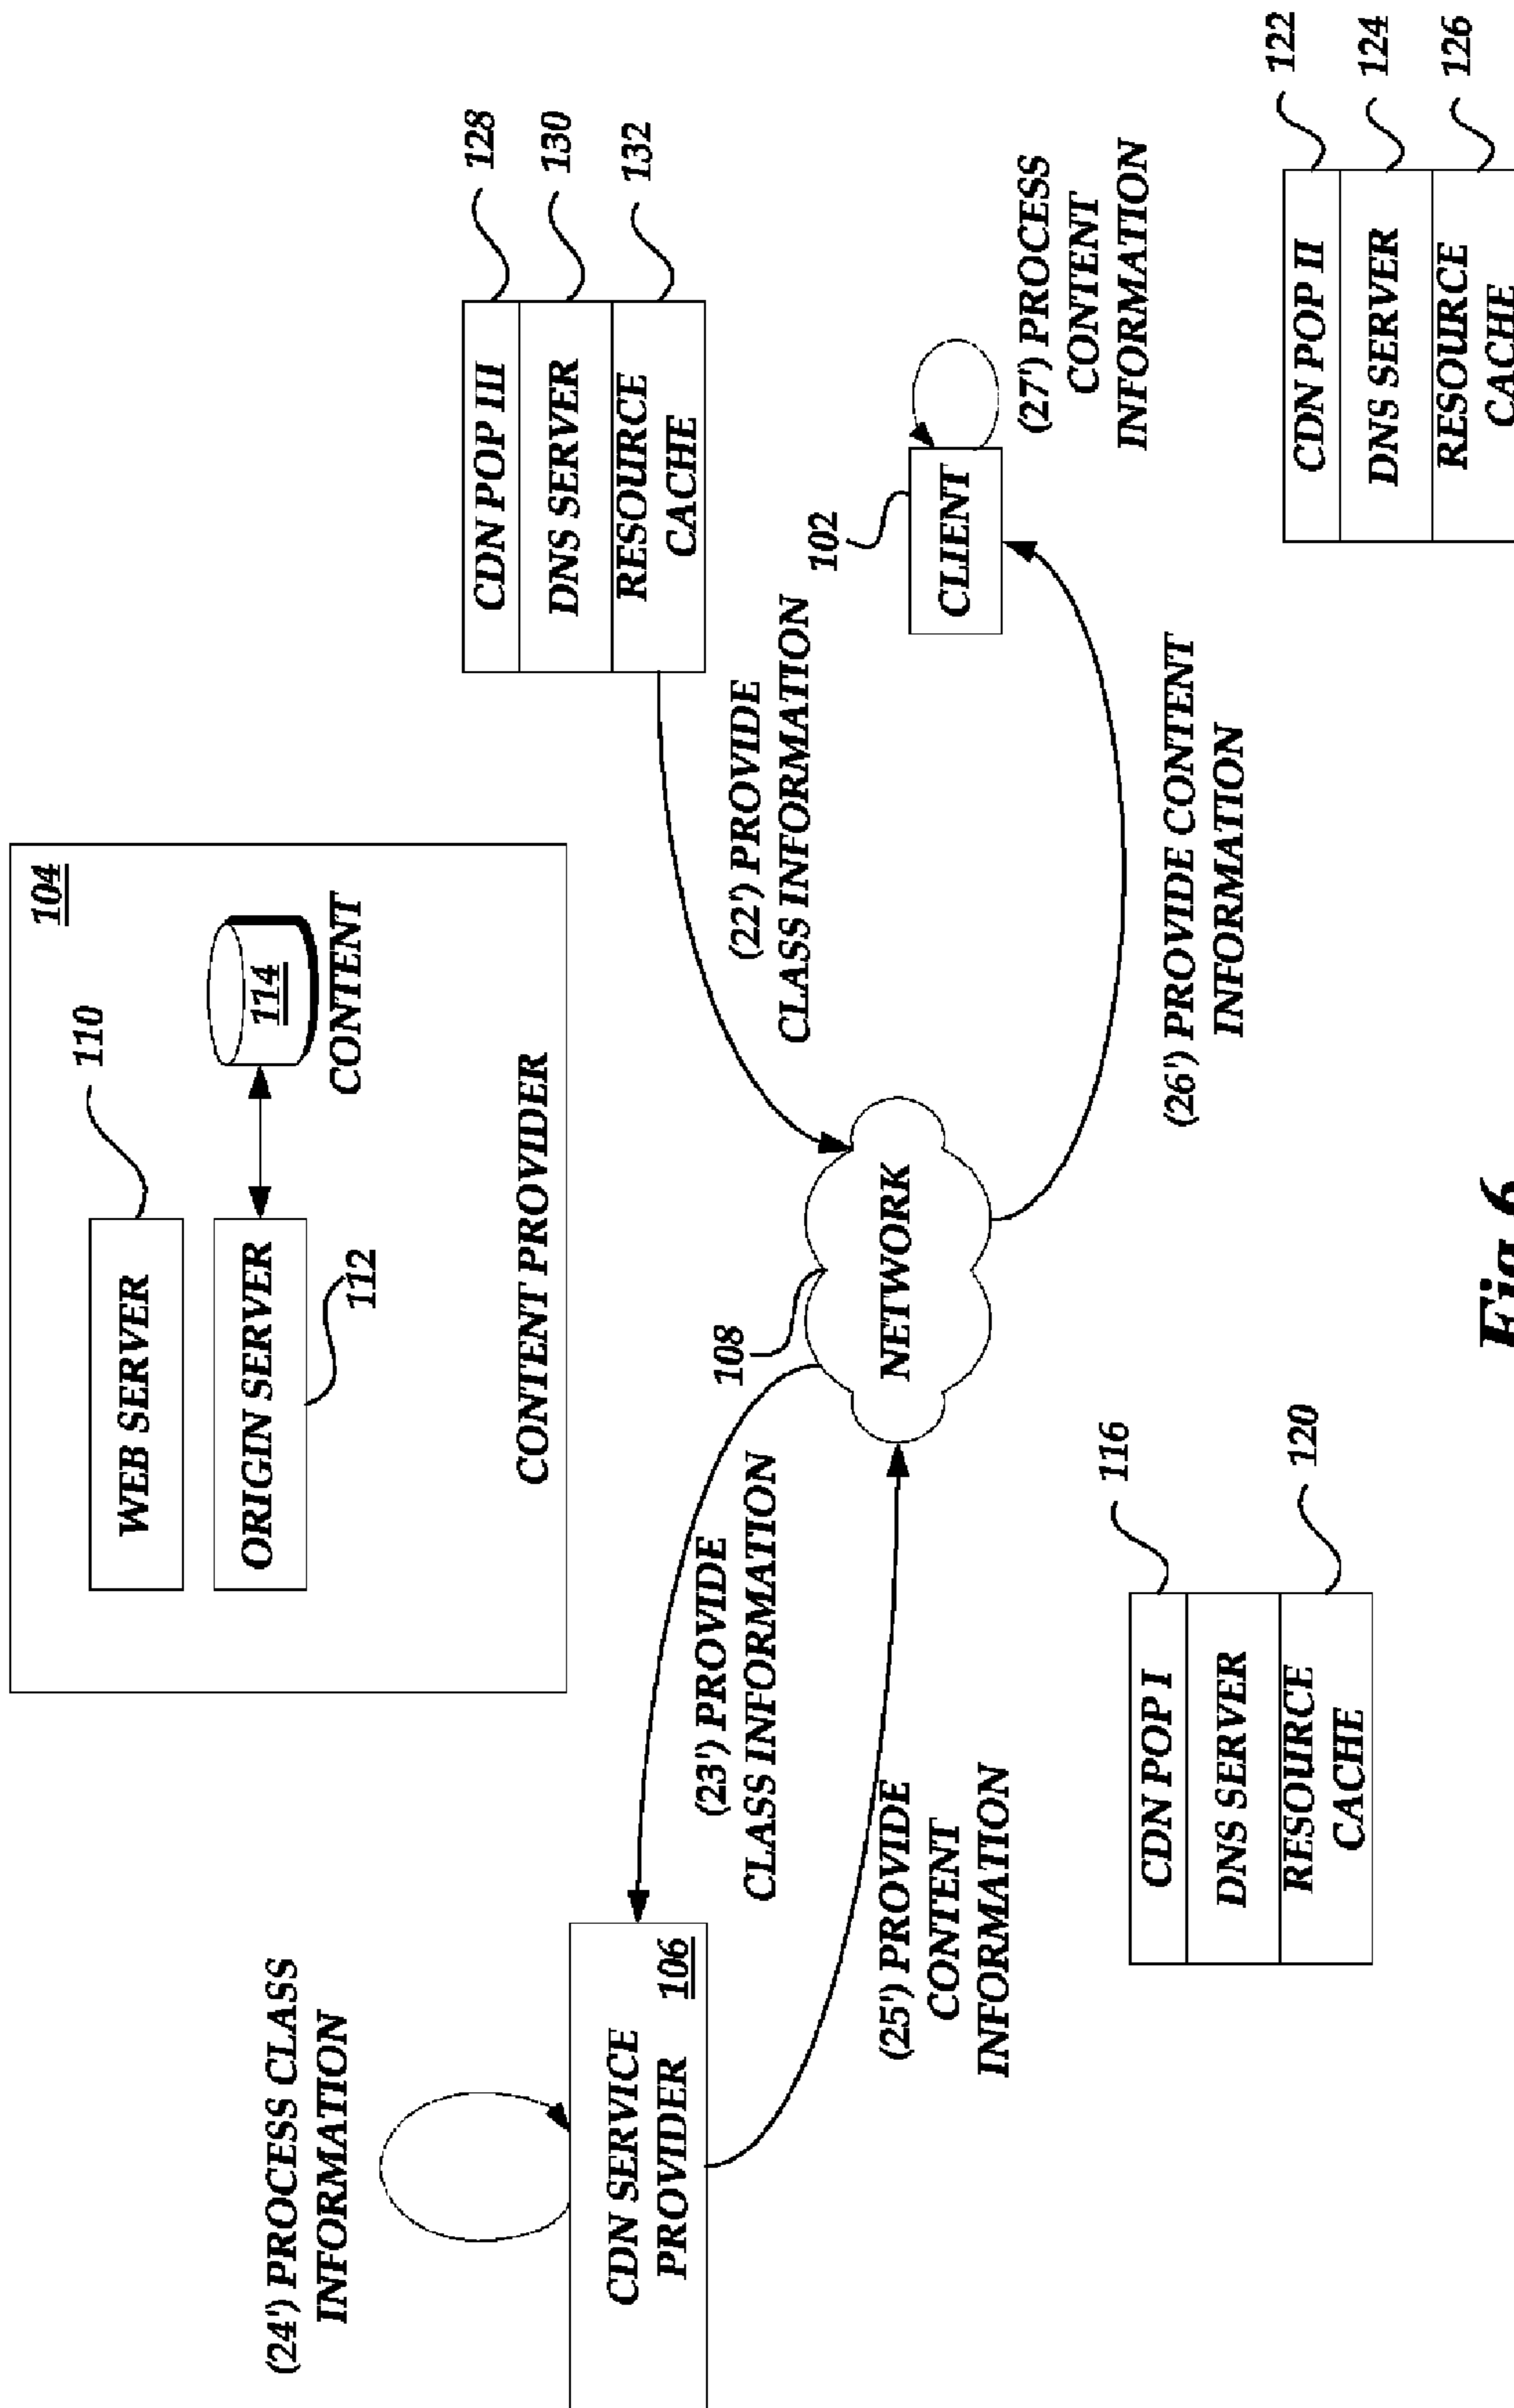 104
WEB SERVER
110
ORIGIN SERVER
112
114
CONTENT
CONTENT PROVIDER
(24') PROCESS CLASS
INFORMATION
CDN SERVICE
PROVIDER
106
(23') PROVIDE
CLASS INFORMATION
(25') PROVIDE
CONTENT
INFORMATION
108
NETWORK
(22') PROVIDE
CLASS INFORMATION
CDN POP III
128
DNS SERVER
130
RESOURCE
CACHE
132
102
CLIENT
(27') PROCESS
CONTENT
INFORMATION
(26') PROVIDE CONTENT
INFORMATION
CDN POP I
116
DNS SERVER
RESOURCE
CACHE
120
CDN POP II
122
DNS SERVER
124
RESOURCE
CACHE
126
Fig.6.